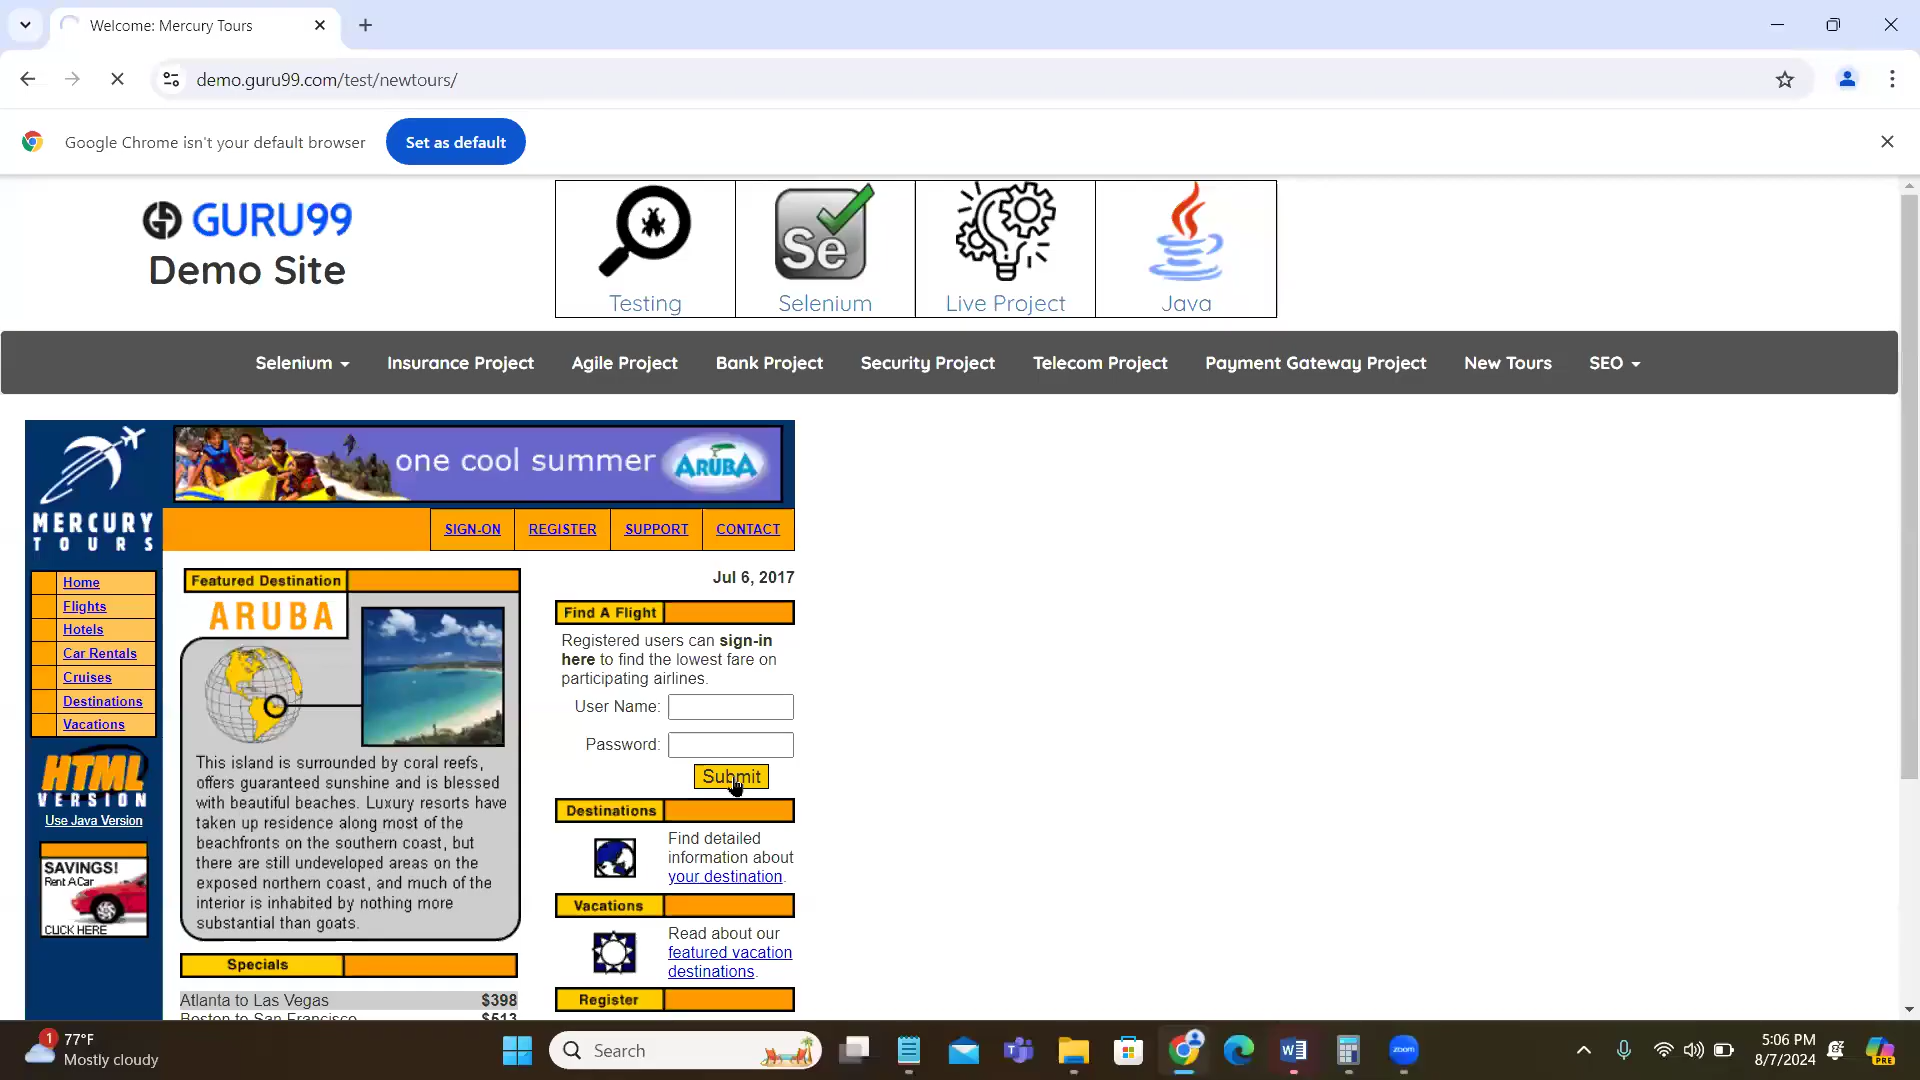 Welcome: Mercury Tours
demo.guru99.com/test/newtours/
Google Chrome isn't your default browser
Set as default
GURU99
Demo Site
Se
Testing
Selenium
Live Project
Java
Selenium
Insurance Project
Agile Project
Bank Project
Security Project
Telecom Project
Payment Gateway Project
New Tours
SEO
MERCURY
TOURS
one cool summer
ARUBA
SIGN-ON
REGISTER
SUPPORT
CONTACT
Home
Flights
Hotels
Car Rentals
Cruises
Destinations
Vacations
HTML
VERSION
Use Java Version
SAVINGS!
Rent A Car
CLICK HERE
Featured Destination
ARUBA
This island is surrounded by coral reefs,
offers guaranteed sunshine and is blessed
with beautiful beaches. Luxury resorts have
taken up residence along most of the
beachfronts on the southern coast, but
there are still undeveloped areas on the
exposed northern coast, and much of the
interior is inhabited by nothing more
substantial than goats.
Specials
Atlanta to Las Vegas $398
Boston to San Francisco $513
Jul 6, 2017
Find A Flight
Registered users can sign-in
here to find the lowest fare on
participating airlines.
User Name:
Password:
Submit
Destinations
Find detailed
information about
your destination.
Vacations
Read about our
featured vacation
destinations.
Register
1
77°F
Mostly cloudy
Search
zoom
5:06 PM
8/7/2024
PRE